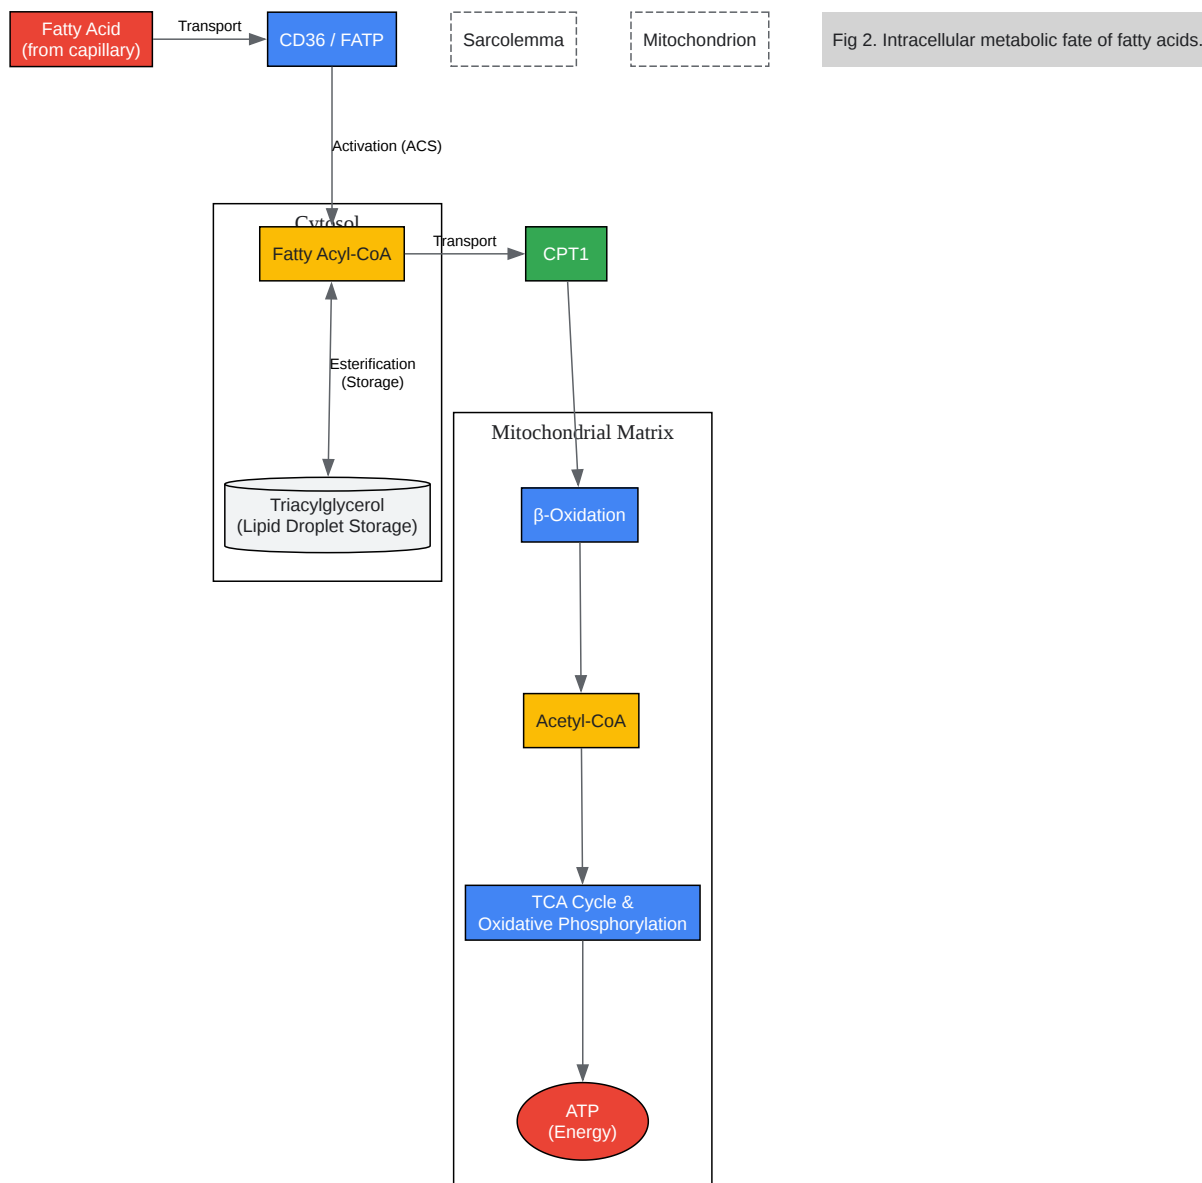 Fatty Acid
(from capillary)
Transport
CD36 / FATP
Sarcolemma
Mitochondrion
Fig 2. Intracellular metabolic fate of fatty acids.
Activation (ACS)
Cytosol
Fatty Acyl-CoA
Transport
CPT1
Esterification
(Storage)
Mitochondrial Matrix
Triacylglycerol
(Lipid Droplet Storage)
β-Oxidation
Acetyl-CoA
TCA Cycle &
Oxidative Phosphorylation
ATP
(Energy)